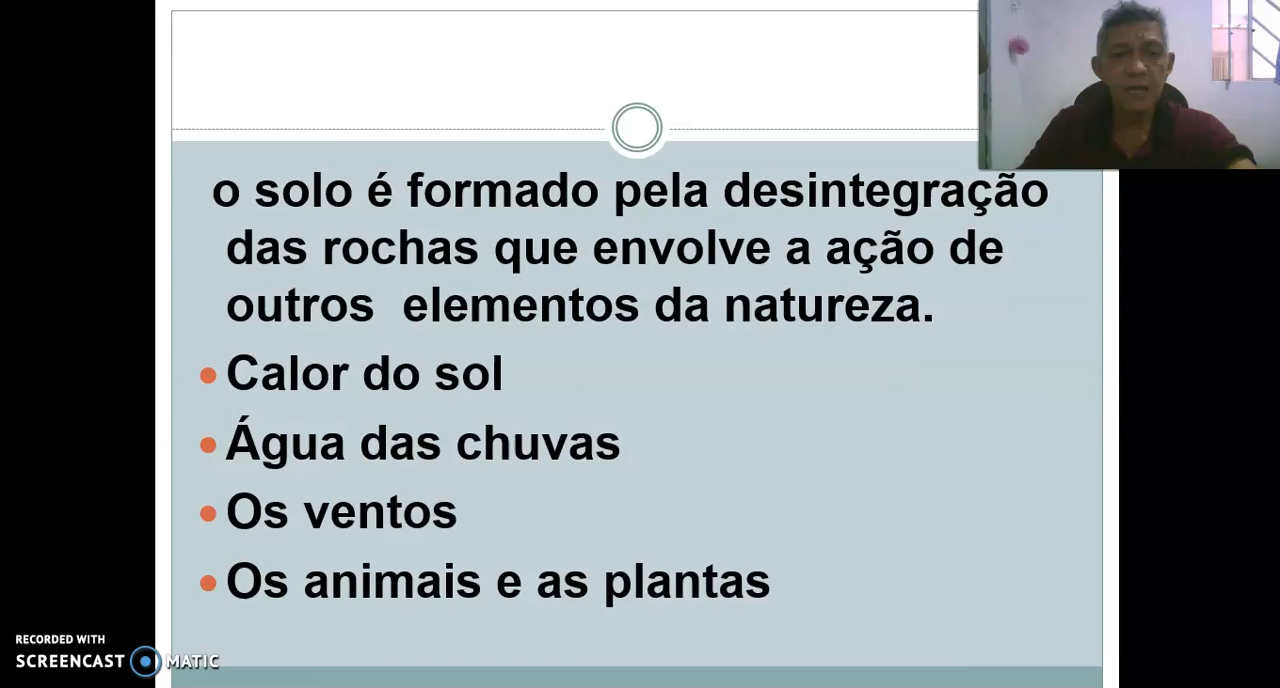 o solo é formado pela desintegração
das rochas que envolve a ação de
outros elementos da natureza.
Calor do sol
Água das chuvas
Os ventos
Os animais e as plantas
RECORDED WITH
SCREENCAST MATIC